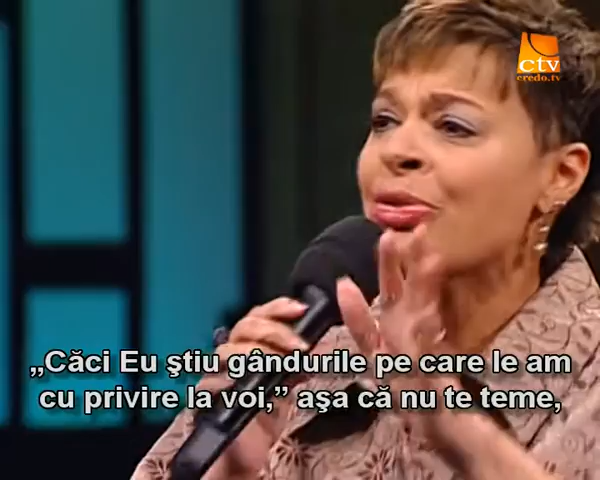 ctv
credo.tv
„Căci Eu ştiu gândurile pe care le am
cu privire la voi,” aşa că nu te teme,